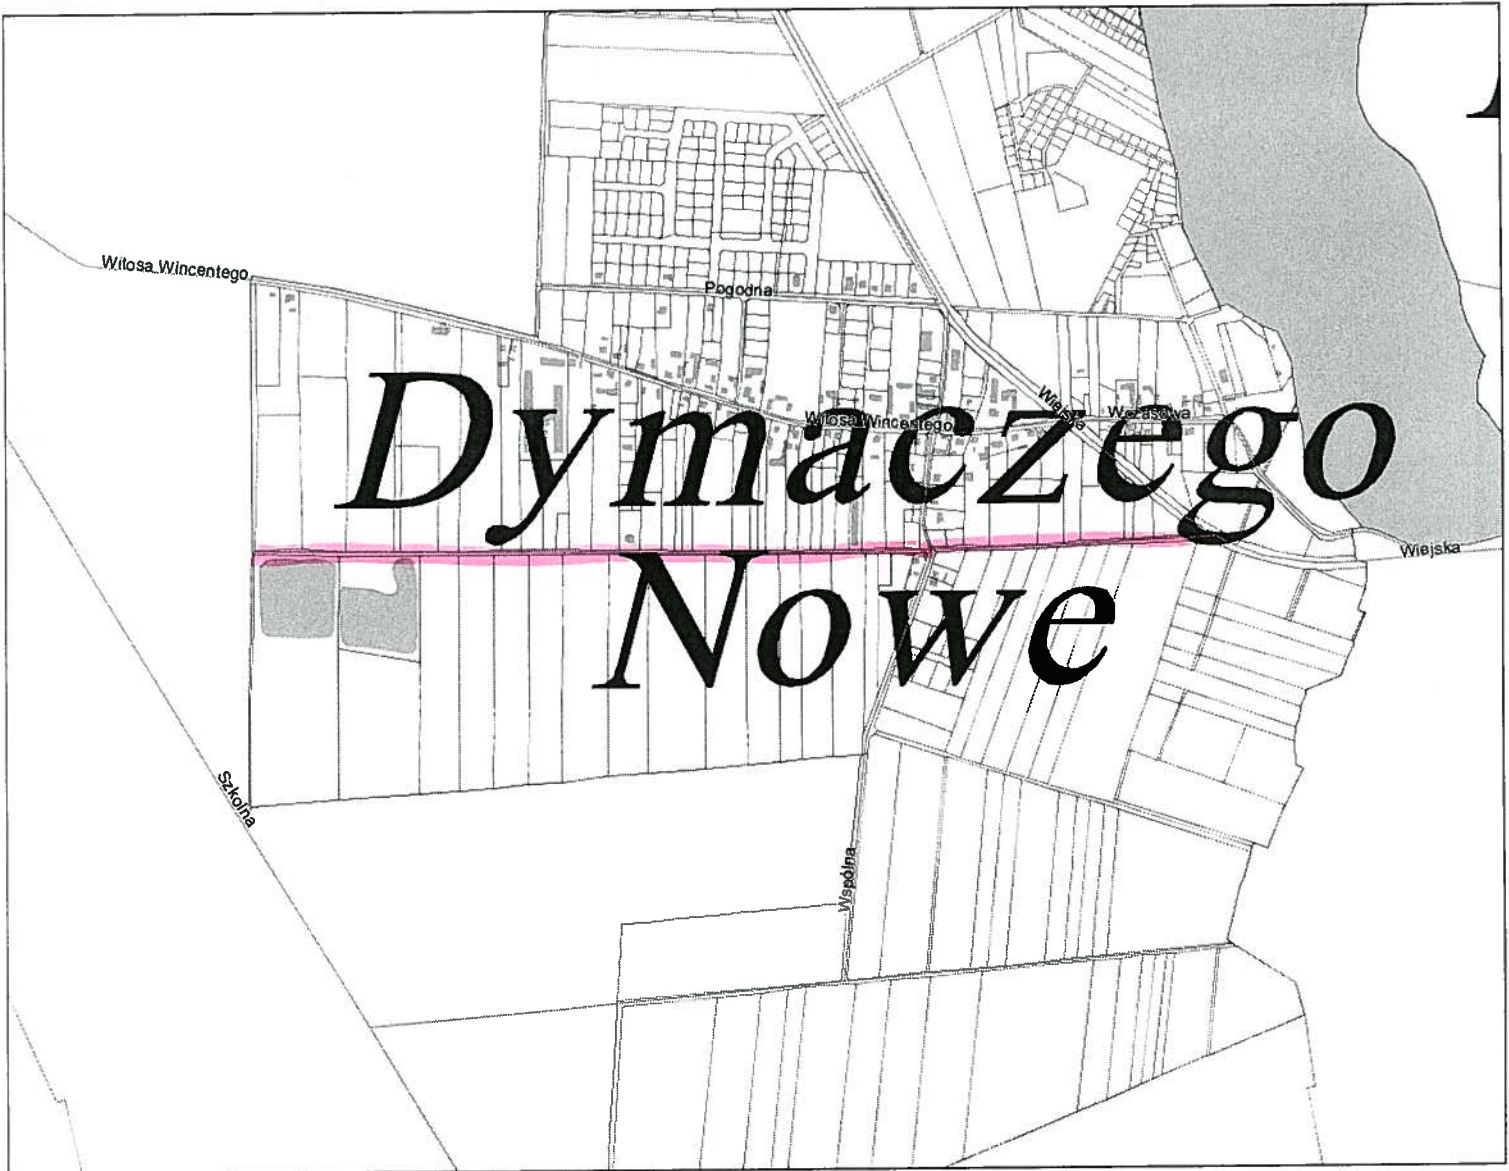 Witosa Wincentego
Pogodna
Wiejska
Wczasowa
Witosa Wincentego
Dymaczego
Wiejska
Nowe
Szkolna
Wspólna